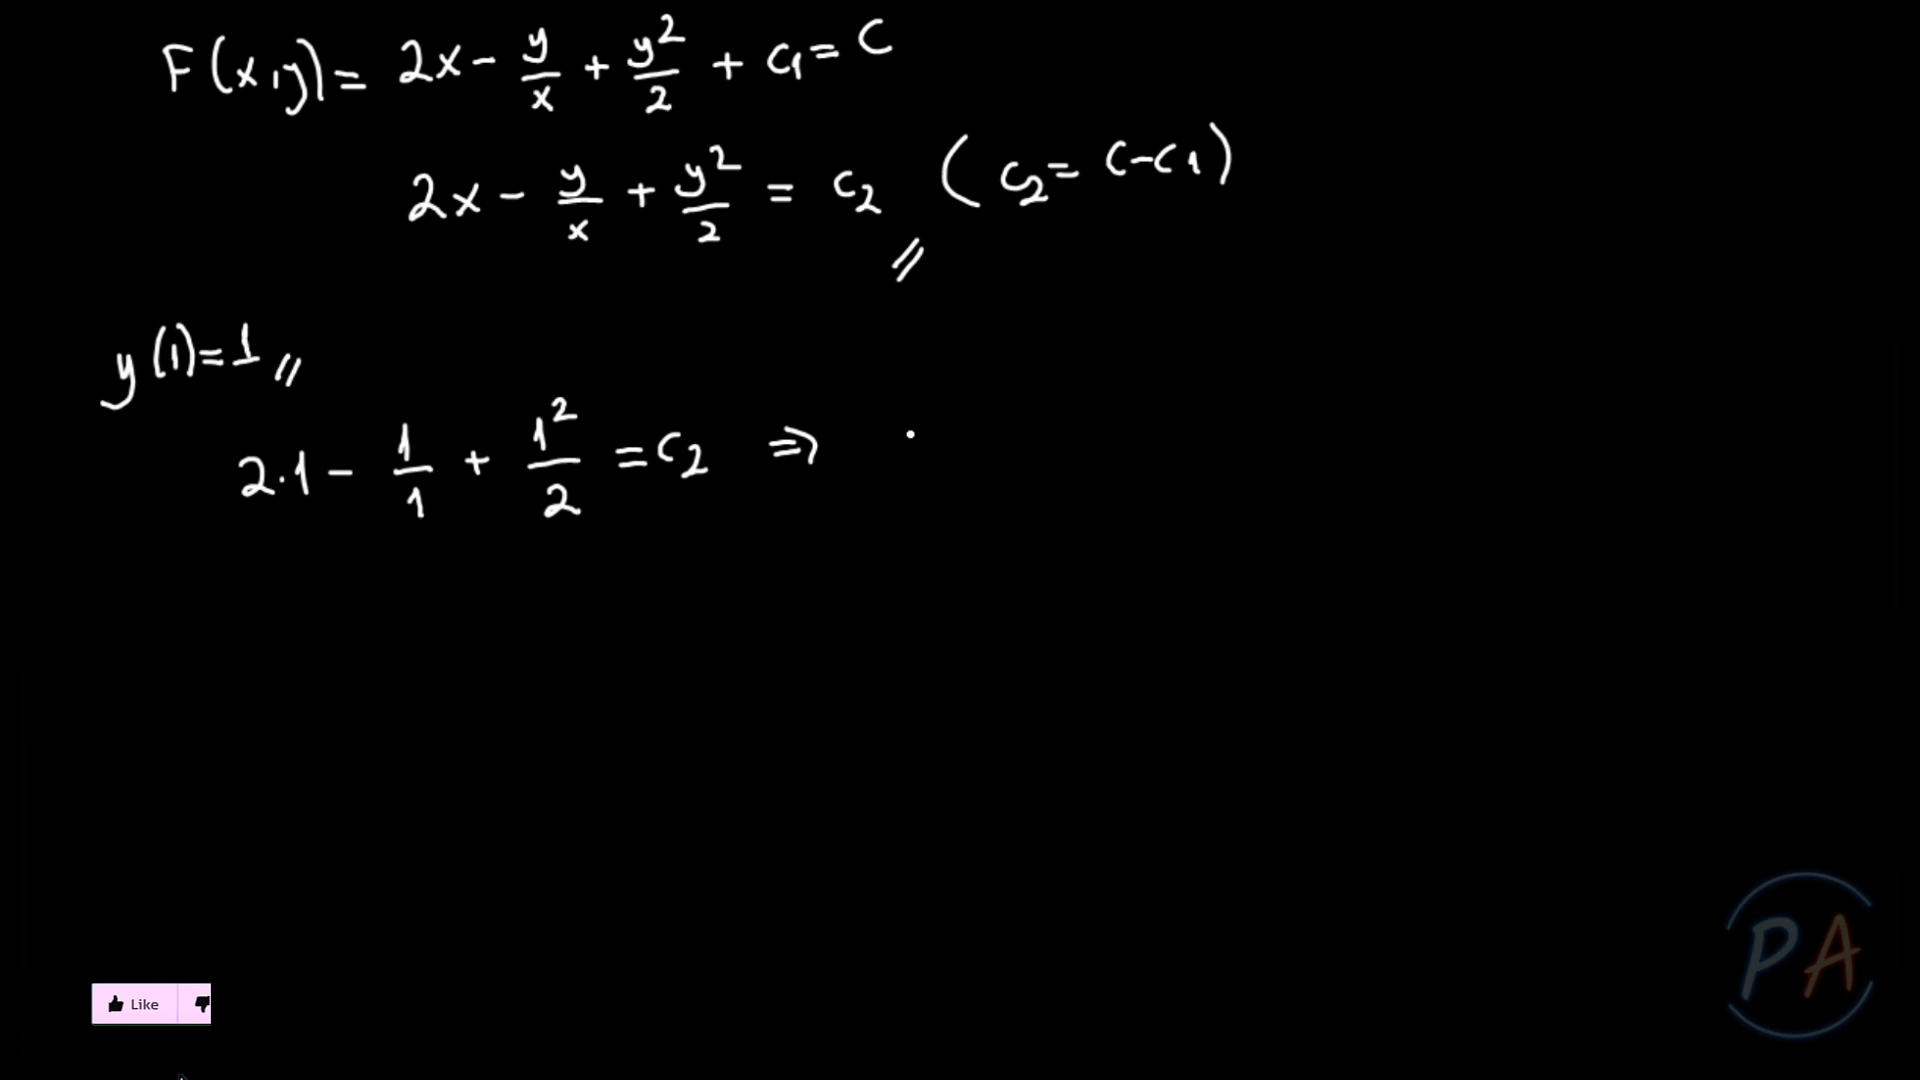 F(x,y) = 2x - y/x + y²/2 + c₁ = C
2x - y/x + y²/2 = c₂ (c₂ = c - c₁)
y(1) = 1
2·1 - 1/1 + 1²/2 = c₂ ⇒
PA
Like